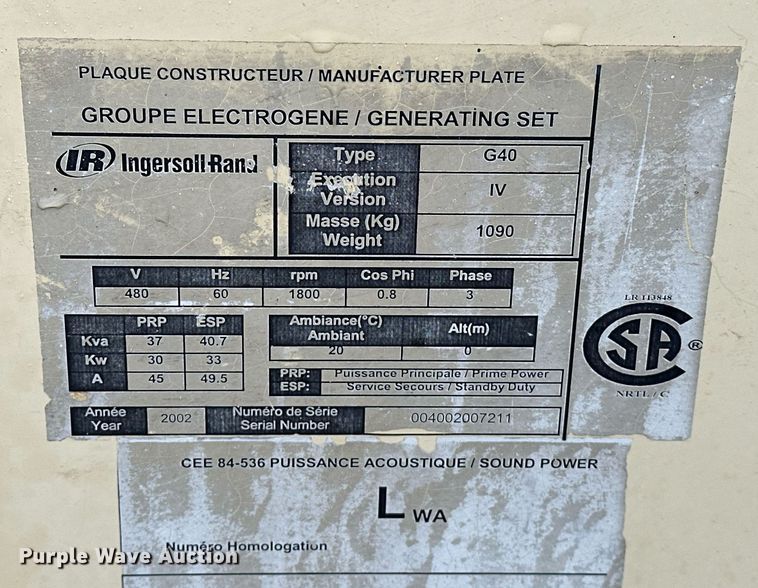 PLAQUE CONSTRUCTEUR / MANUFACTURER PLATE
GROUPE ELECTROGENE / GENERATING SET
IR Ingersoll-Rand
Type G40
Execution Version IV
Masse (Kg) Weight 1090
V Hz rpm Cos Phi Phase
480 60 1800 0.8 3
PRP ESP
Kva 37 40.7
Kw 30 33
A 45 49.5
Ambiance(°C) Ambiant Alt(m)
20 0
PRP: Puissance Principale / Prime Power
ESP: Service Secours / Standby Duty
Année Year 2002 Numéro de Série Serial Number 004002007211
LR 113848
CSA ®
NRTL / C
CEE 84-536 PUISSANCE ACOUSTIQUE / SOUND POWER
LWA
Numéro Homologation
Purple Wave Auction